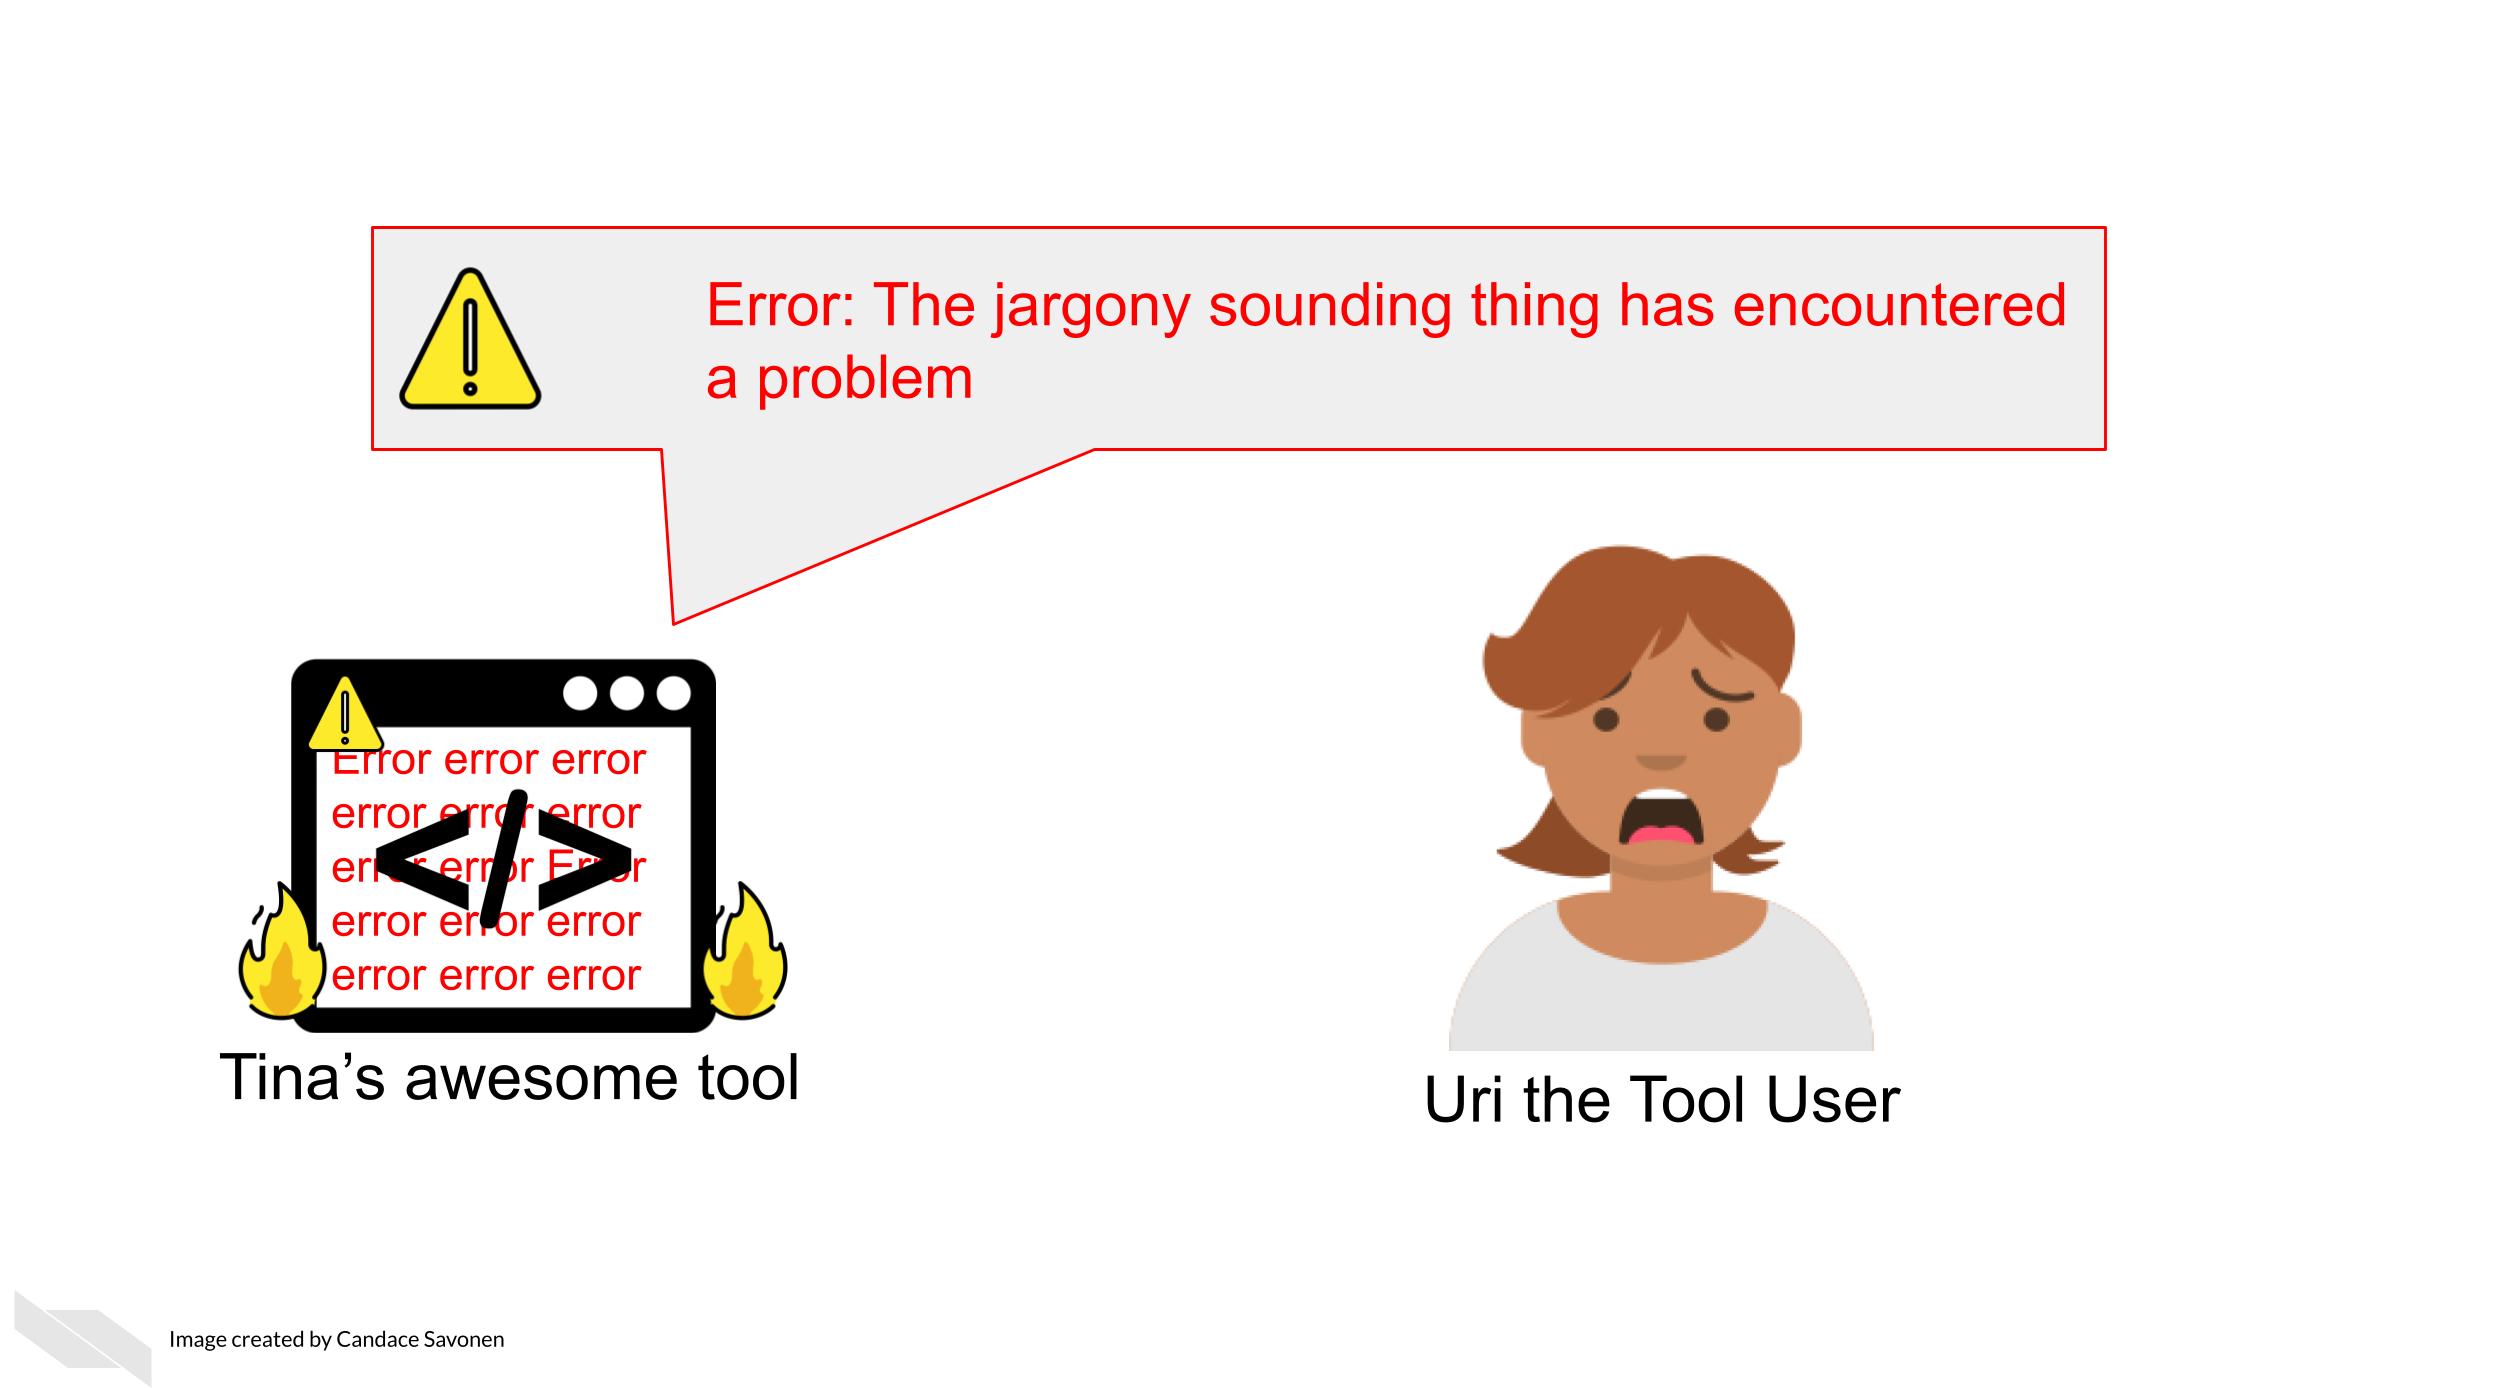 Error: The jargony sounding thing has encountered
a problem
Error error error
error error error
error error Error
error error error
error error error
</>
Tina’s awesome tool
Uri the Tool User
Image created by Candace Savonen